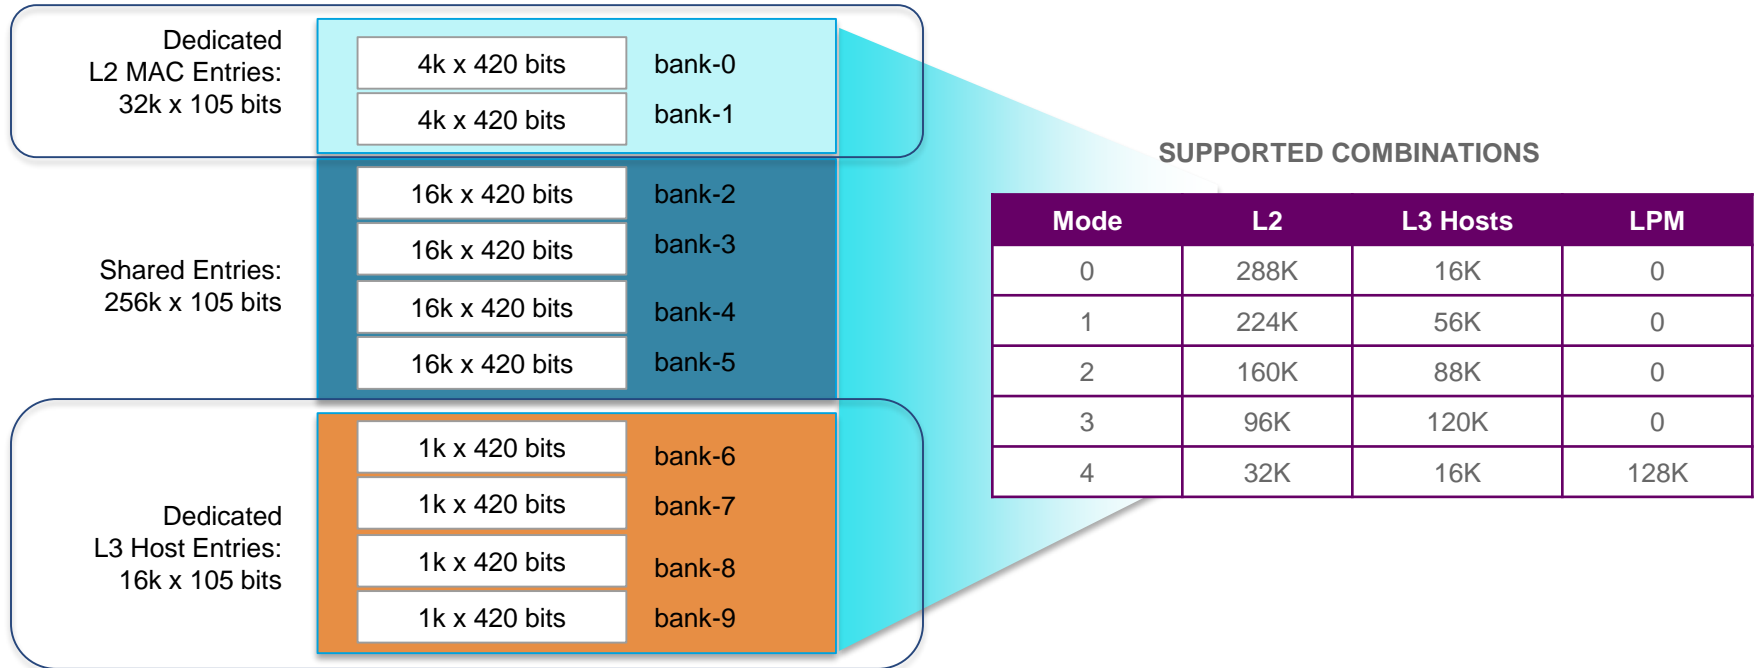 Dedicated
L2 MAC Entries:
32k x 105 bits
4k x 420 bits bank-0
4k x 420 bits bank-1
Shared Entries:
256k x 105 bits
16k x 420 bits bank-2
16k x 420 bits bank-3
16k x 420 bits bank-4
16k x 420 bits bank-5
Dedicated
L3 Host Entries:
16k x 105 bits
1k x 420 bits bank-6
1k x 420 bits bank-7
1k x 420 bits bank-8
1k x 420 bits bank-9
SUPPORTED COMBINATIONS
Mode L2 L3 Hosts LPM
0 288K 16K 0
1 224K 56K 0
2 160K 88K 0
3 96K 120K 0
4 32K 16K 128K